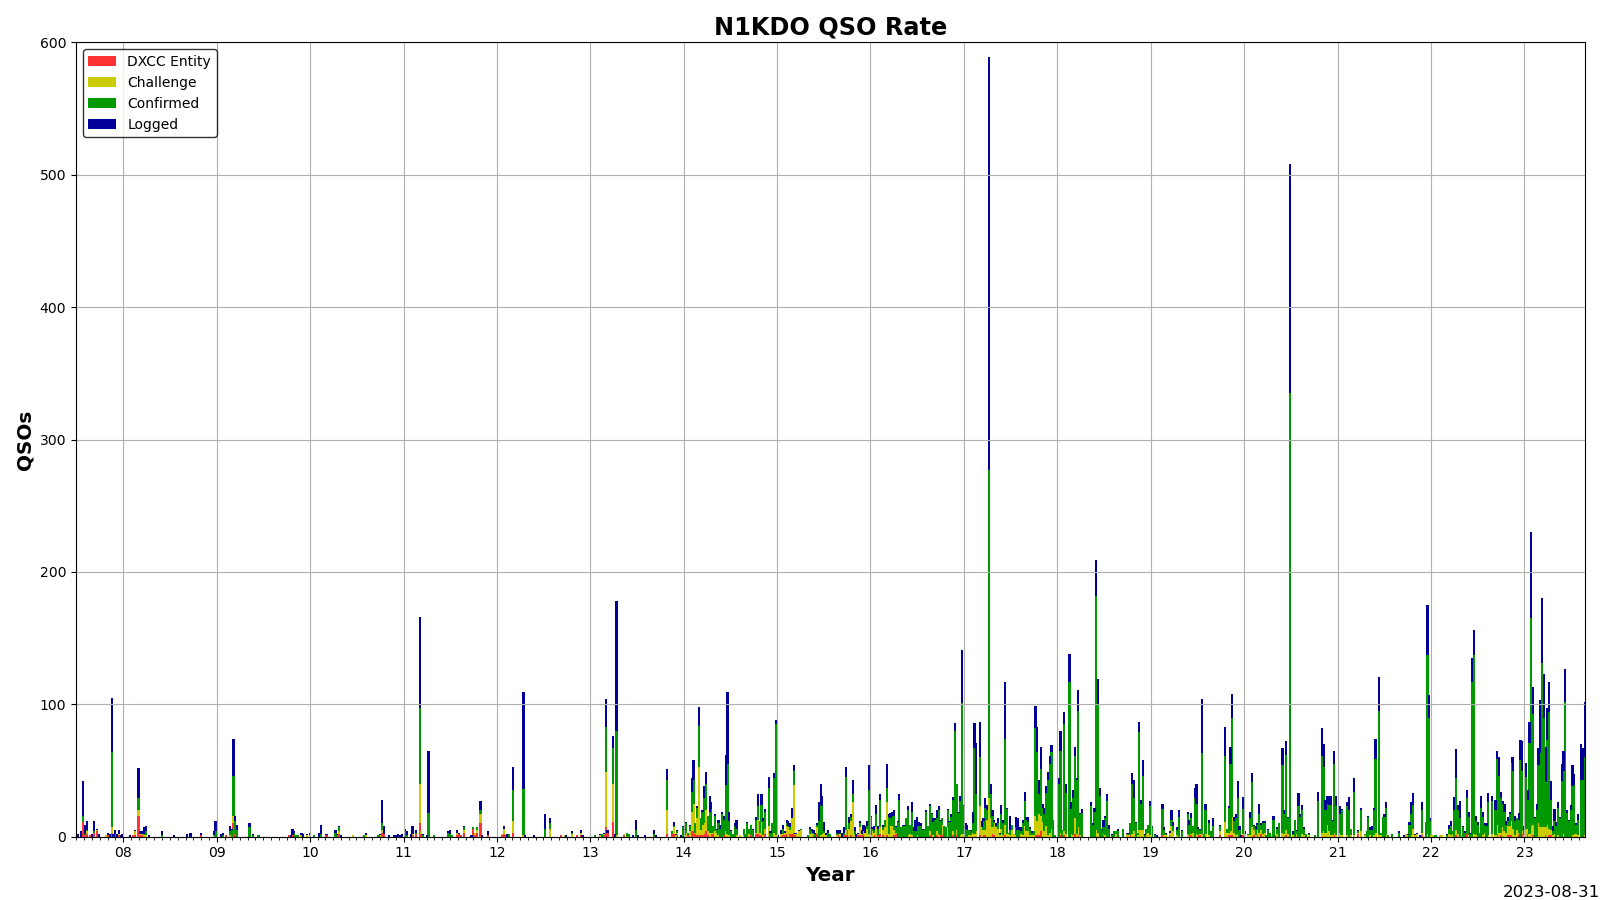 N1KDO QSO Rate
600
500
400
300
200
100
0
QSOs
DXCC Entity
Challenge
Confirmed
Logged
08 09 10 11 12 13 14 15 16 17 18 19 20 21 22 23
Year
2023-08-31